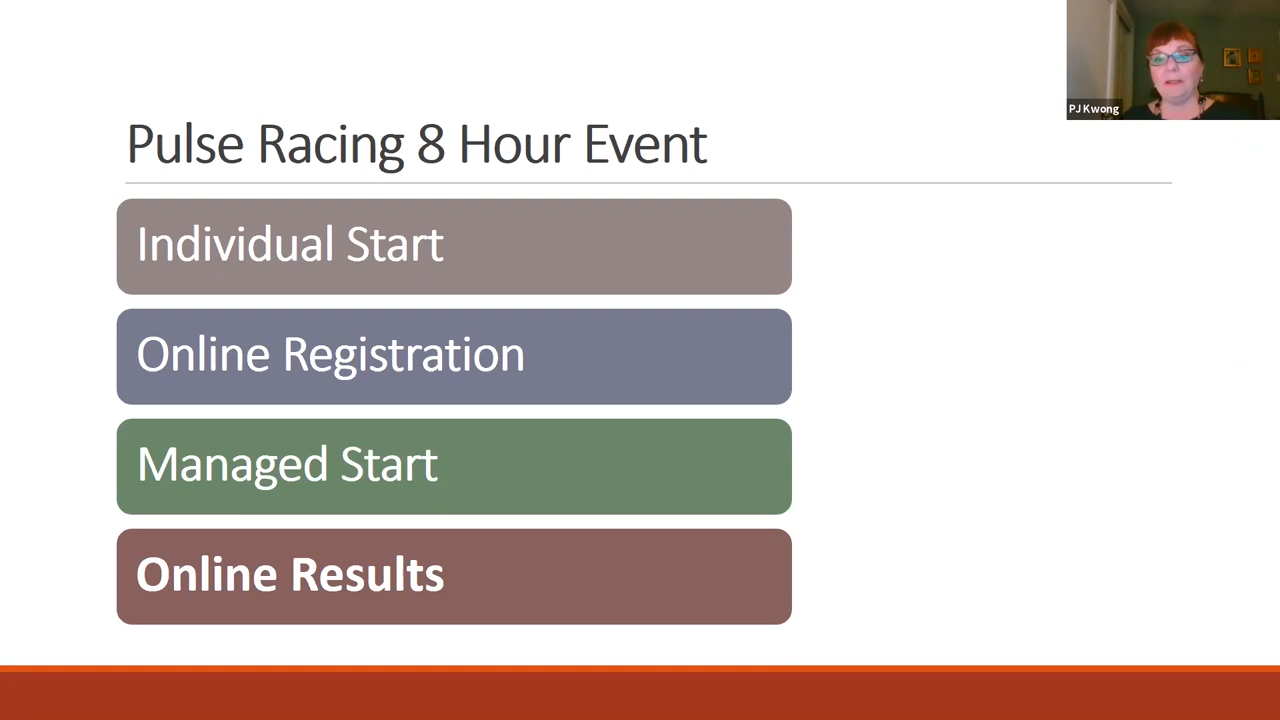 PJ Kwong
Pulse Racing 8 Hour Event
Individual Start
Online Registration
Managed Start
Online Results